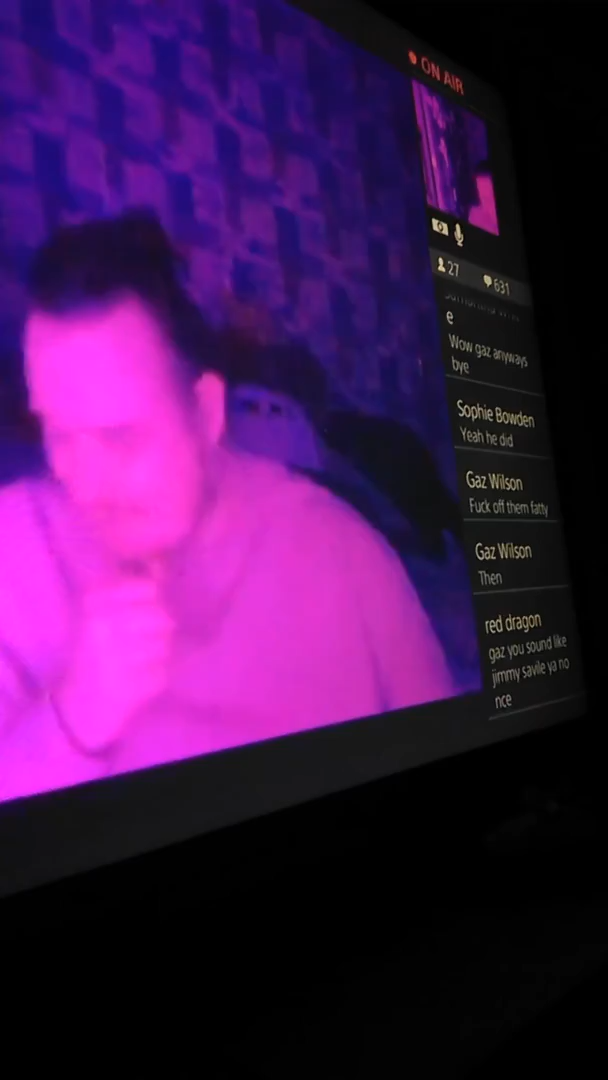 ON AIR
27 631
e
Wow gaz anyways
bye
Sophie Bowden
Yeah he did
Gaz Wilson
Fuck off them fatty
Gaz Wilson
Then
red dragon
gaz you sound like
jimmy savile ya no
nce